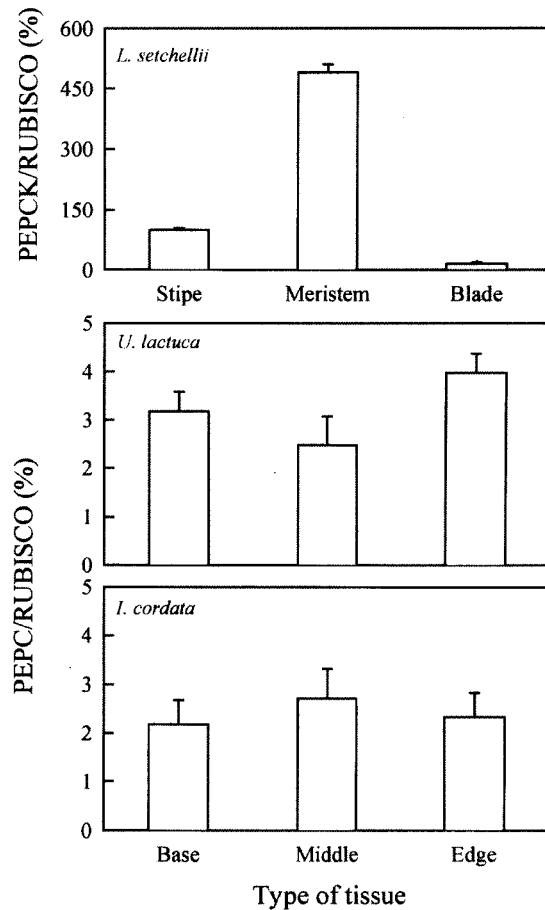 PEPCK/RUBISCO (%)
600
450
300
150
0
L. setchellii
Stipe Meristem Blade
PEPC/RUBISCO (%)
5
4
3
2
1
0
U. lactuca
5
4
3
2
1
0
I. cordata
Base Middle Edge
Type of tissue